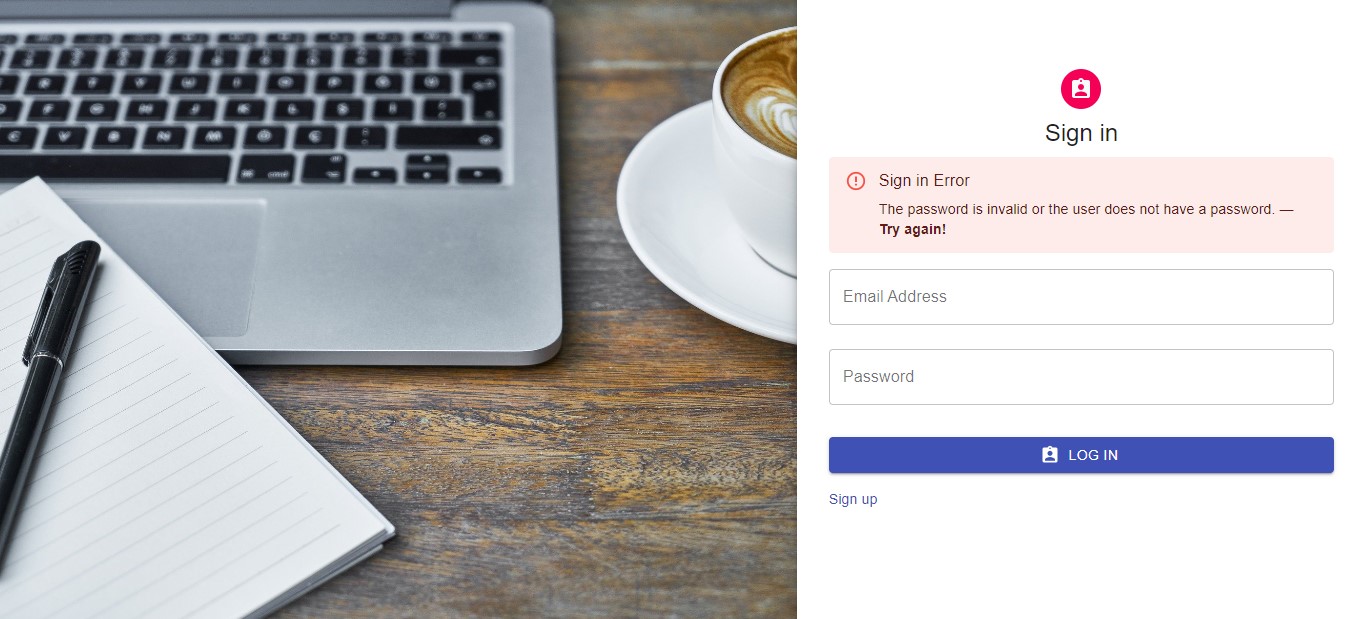 Sign in
Sign in Error
The password is invalid or the user does not have a password. —
Try again!
Email Address
Password
LOG IN
Sign up